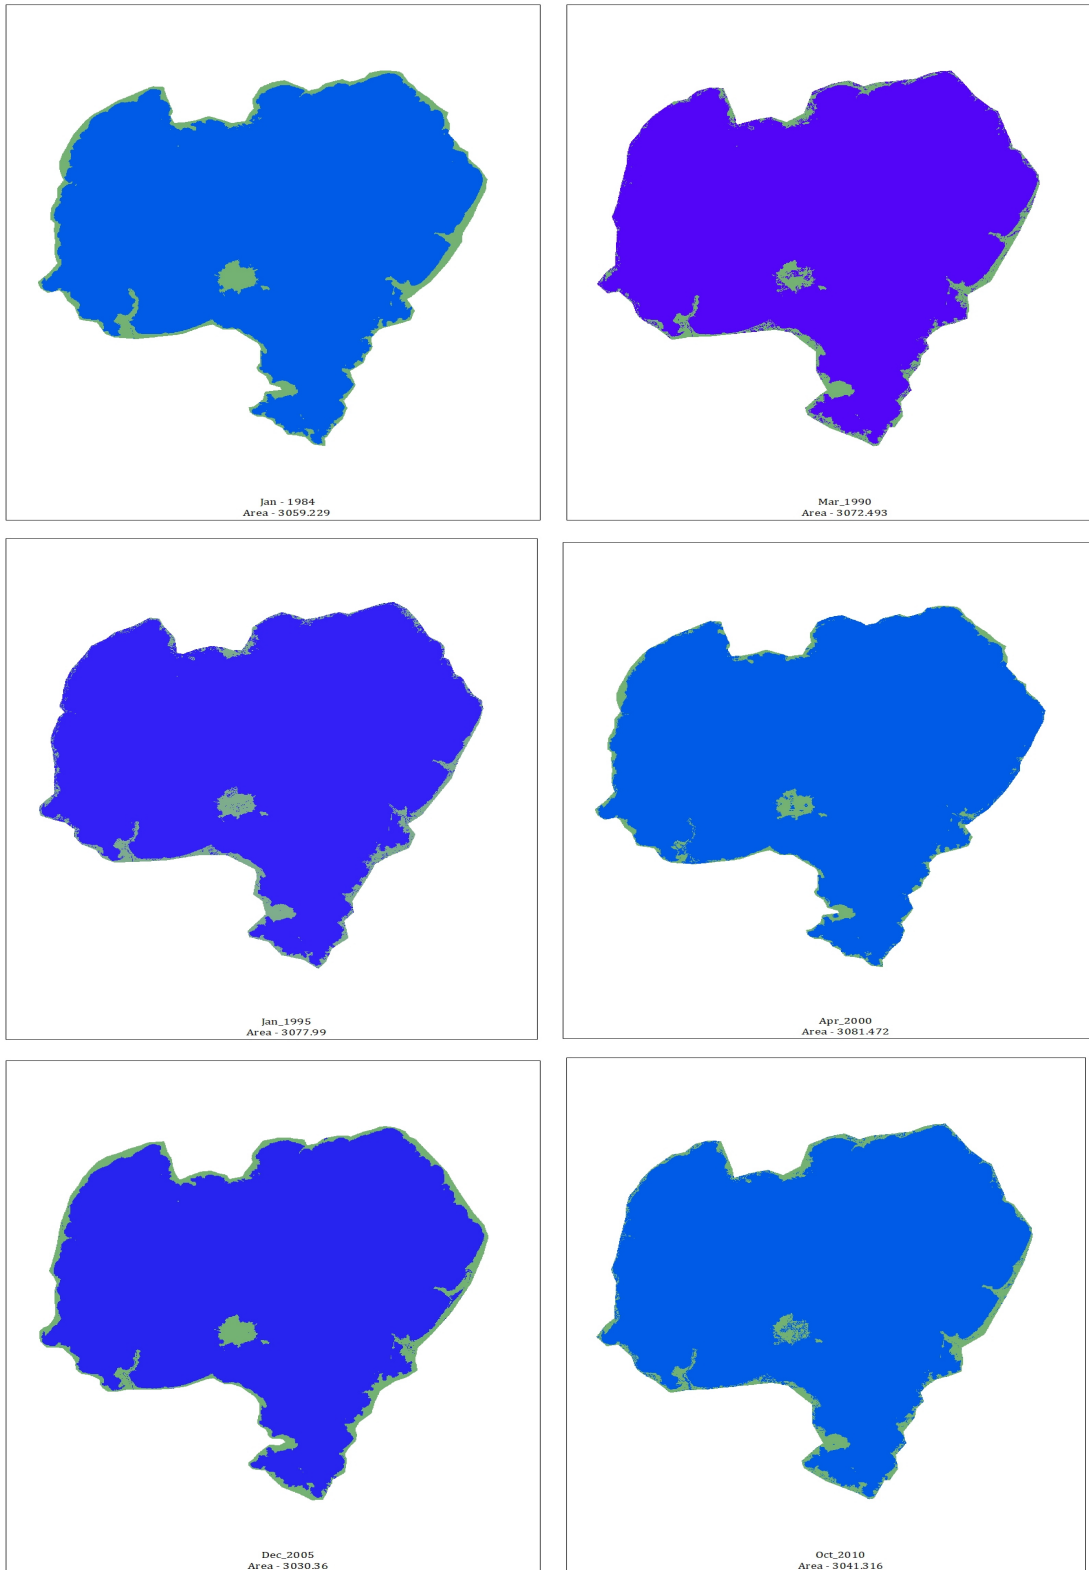 Jan - 1984
Area - 3059.229
Mar_1990
Area - 3072.493
Jan_1995
Area - 3077.99
Apr_2000
Area - 3081.472
Dec_2005
Area - 3030.36
Oct_2010
Area - 3041.316